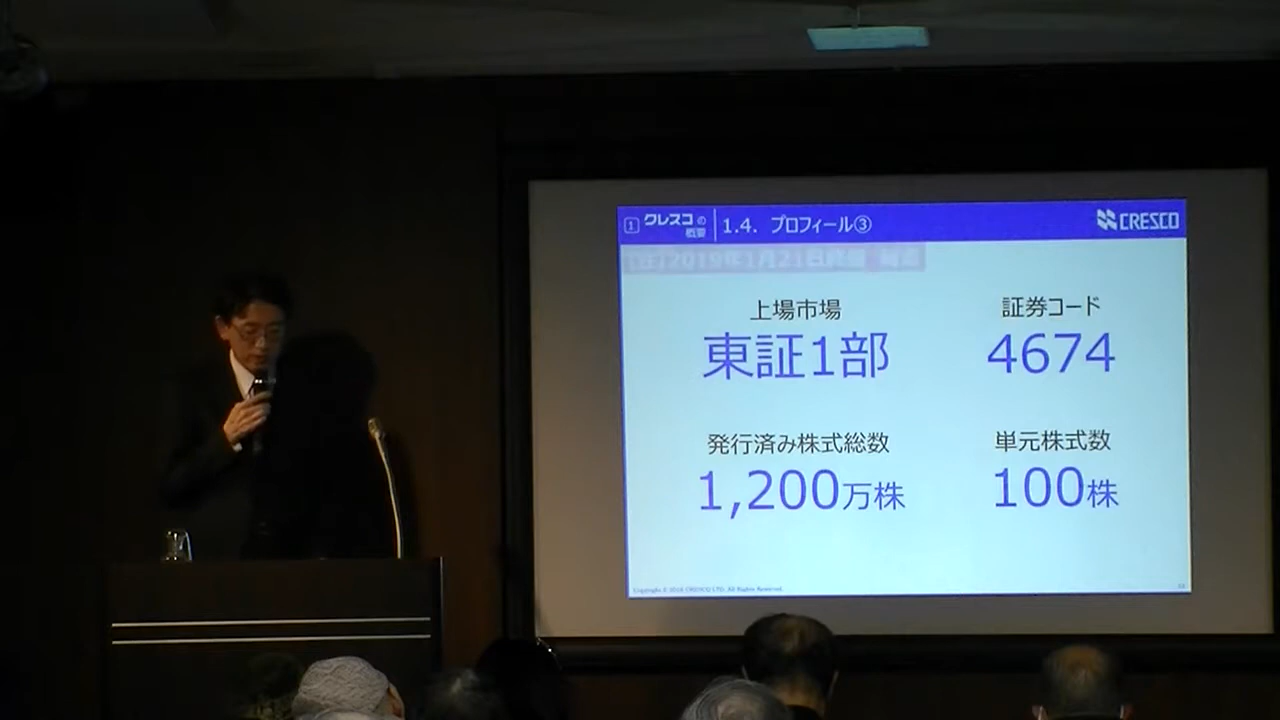 1 クレスコの概要 1.4. プロフィール③ CRESCO
上場市場 証券コード
東証1部 4674
発行済み株式総数 単元株式数
1,200万株 100株